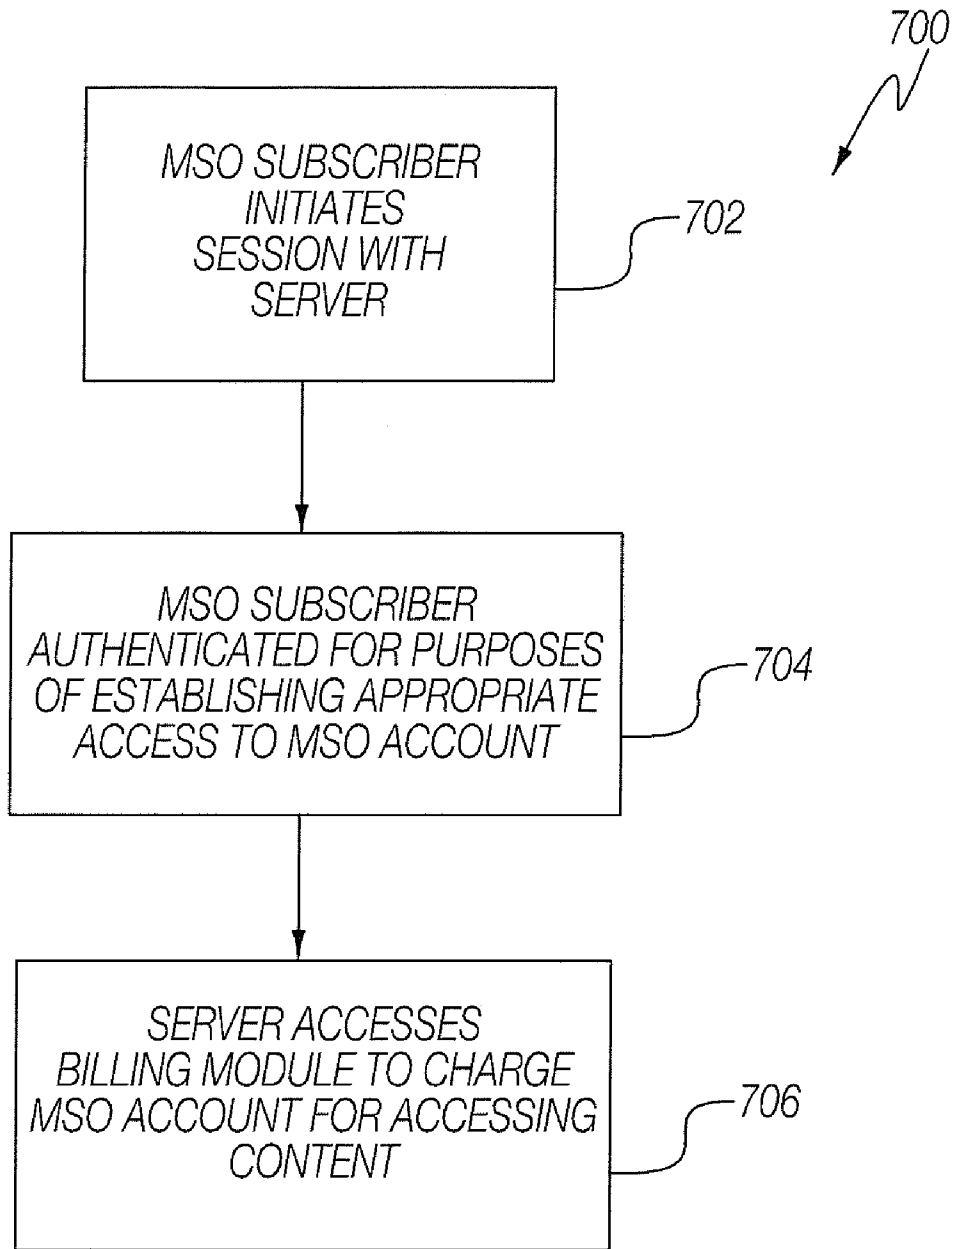 700
MSO SUBSCRIBER
INITIATES
SESSION WITH
SERVER
702
MSO SUBSCRIBER
AUTHENTICATED FOR PURPOSES
OF ESTABLISHING APPROPRIATE
ACCESS TO MSO ACCOUNT
704
SERVER ACCESSES
BILLING MODULE TO CHARGE
MSO ACCOUNT FOR ACCESSING
CONTENT
706